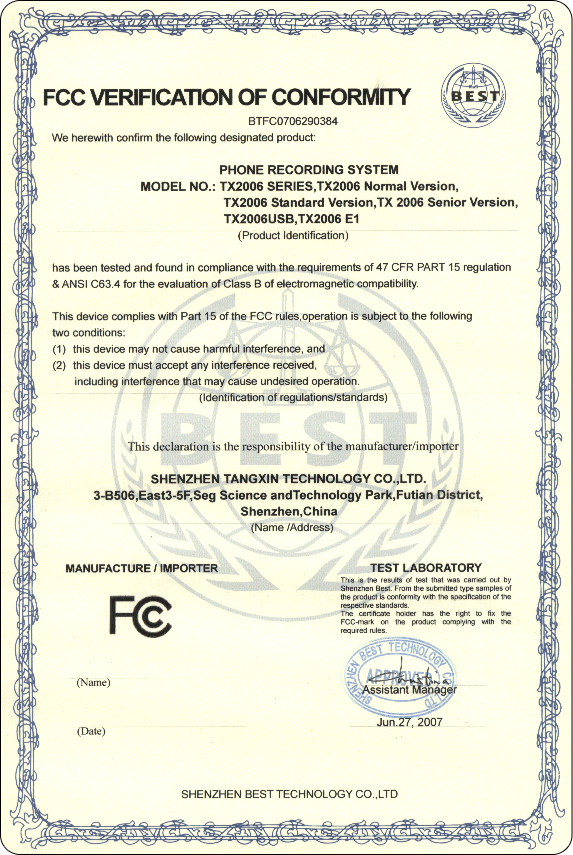 BEST
FCC VERIFICATION OF CONFORMITY
BTFC0706290384
We herewith confirm the following designated product:
PHONE RECORDING SYSTEM
MODEL NO.: TX2006 SERIES,TX2006 Normal Version,
TX2006 Standard Version,TX 2006 Senior Version,
TX2006USB,TX2006 E1
(Product Identification)
has been tested and found in compliance with the requirements of 47 CFR PART 15 regulation
& ANSI C63.4 for the evaluation of Class B of electromagnetic compatibility.
This device complies with Part 15 of the FCC rules,operation is subject to the following
two conditions:
(1) this device may not cause harmful interference, and
(2) this device must accept any interference received,
including interference that may cause undesired operation.
(Identification of regulations/standards)
BEST
This declaration is the responsibility of the manufacturer/importer
SHENZHEN TANGXIN TECHNOLOGY CO.,LTD.
3-B506,East3-5F,Seg Science andTechnology Park,Futian District,
Shenzhen,China
(Name /Address)
MANUFACTURE / IMPORTER
FCC
TEST LABORATORY
This is the results of test that was carried out by
Shenzhen Best. From the submitted type samples of
the product is conformity with the specification of the
respective standards.
The certificate holder has the right to fix the
FCC-mark on the product complying with the
required rules.
SHENZHEN BEST TECHNOLOGY CO.,LTD
APPROVED
Assistant Manager
(Name)
Jun.27, 2007
(Date)
SHENZHEN BEST TECHNOLOGY CO.,LTD